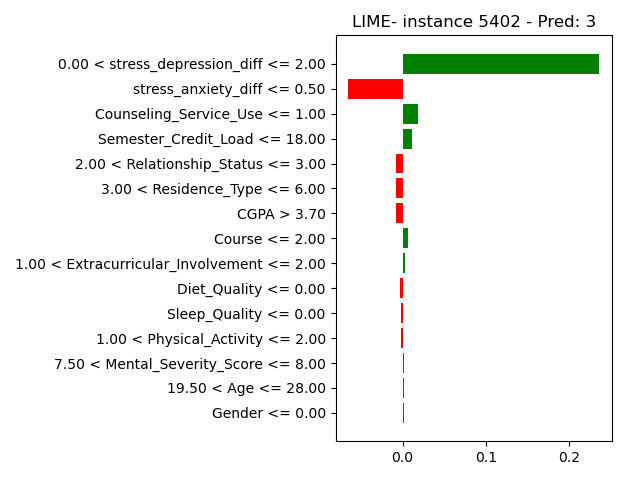 LIME- instance 5402 - Pred: 3
0.00 < stress_depression_diff <= 2.00
stress_anxiety_diff <= 0.50
Counseling_Service_Use <= 1.00
Semester_Credit_Load <= 18.00
2.00 < Relationship_Status <= 3.00
3.00 < Residence_Type <= 6.00
CGPA > 3.70
Course <= 2.00
1.00 < Extracurricular_Involvement <= 2.00
Diet_Quality <= 0.00
Sleep_Quality <= 0.00
1.00 < Physical_Activity <= 2.00
7.50 < Mental_Severity_Score <= 8.00
19.50 < Age <= 28.00
Gender <= 0.00
0.0 0.1 0.2